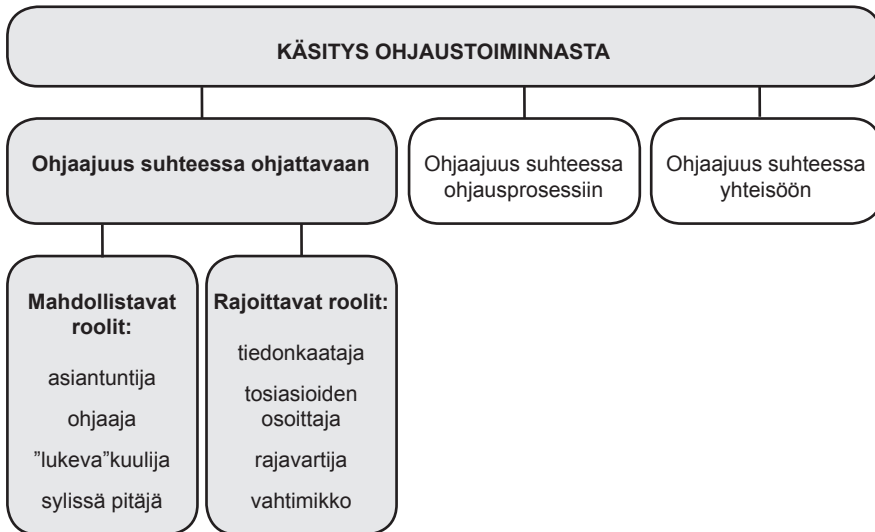 KÄSITYS OHJAUSTOIMINNASTA
Ohjaajuus suhteessa ohjattavaan
Ohjaajuus suhteessa
ohjausprosessiin
Ohjaajuus suhteessa
yhteisöön
Mahdollistavat
roolit:
asiantuntija
ohjaaja
”lukeva”kuulija
sylissä pitäjä
Rajoittavat roolit:
tiedonkaataja
tosiasioiden
osoittaja
rajavartija
vahtimikko